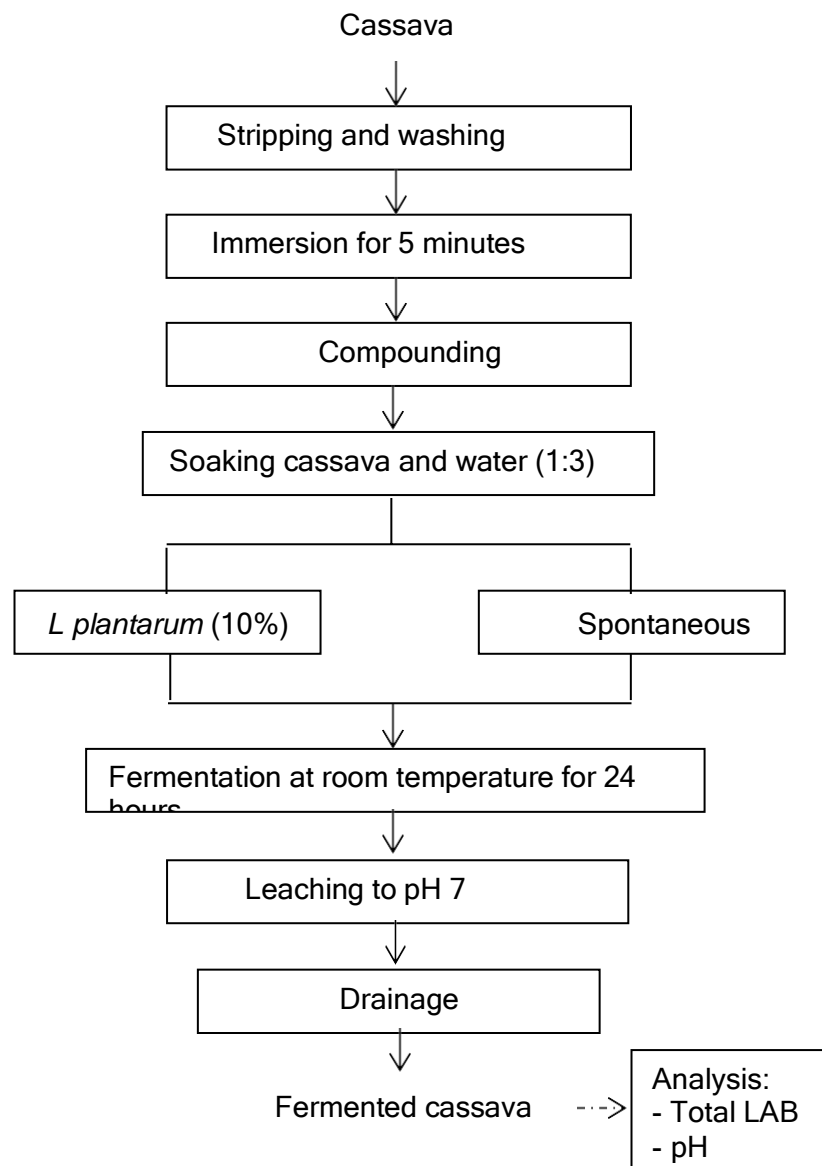 Cassava
Stripping and washing
Immersion for 5 minutes
Compounding
Soaking cassava and water (1:3)
L plantarum (10%)
Spontaneous
Fermentation at room temperature for 24
hours
Leaching to pH 7
Drainage
Fermented cassava
Analysis:
- Total LAB
- pH